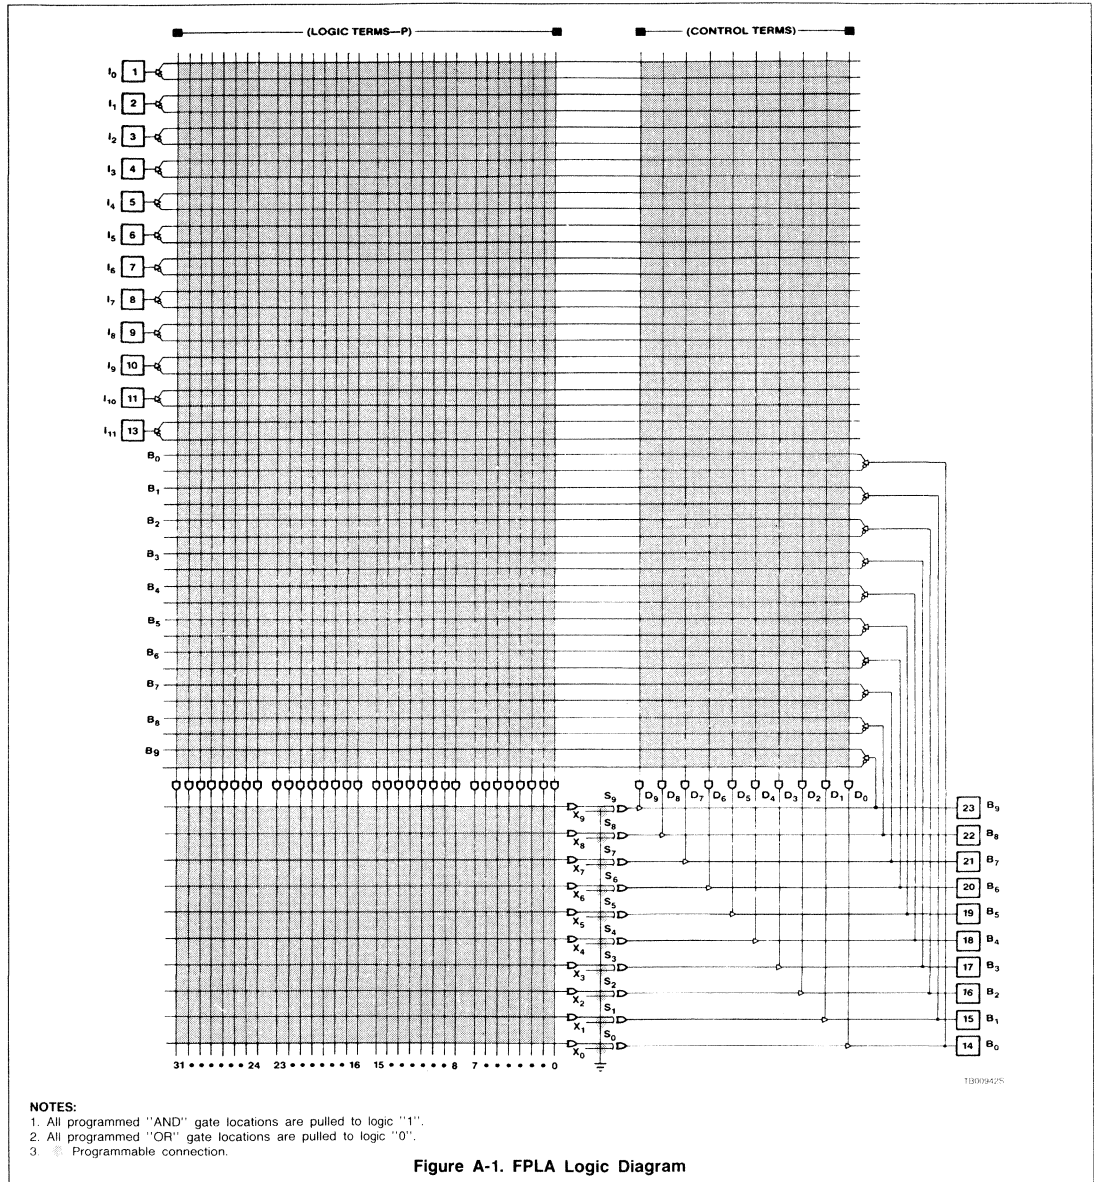 (LOGIC TERMS—P)
(CONTROL TERMS)
I0 1
I1 2
I2 3
I3 4
I4 5
I5 6
I6 7
I7 8
I8 9
I9 10
I10 11
I11 13
B0
B1
B2
B3
B4
B5
B6
B7
B8
B9
D9 D8 D7 D6 D5 D4 D3 D2 D1 D0
S9
X9
23 B9
S8
X8
22 B8
S7
X7
21 B7
S6
X6
20 B6
S5
X5
19 B5
S4
X4
18 B4
S3
X3
17 B3
S2
X2
16 B2
S1
X1
15 B1
S0
X0
14 B0
31 • • • • • • 24 23 • • • • • • 16 15 • • • • • • 8 7 • • • • • • 0
TB00942S
NOTES:
1. All programmed ''AND'' gate locations are pulled to logic ''1''.
2. All programmed ''OR'' gate locations are pulled to logic ''0''.
3. Programmable connection.
Figure A-1. FPLA Logic Diagram